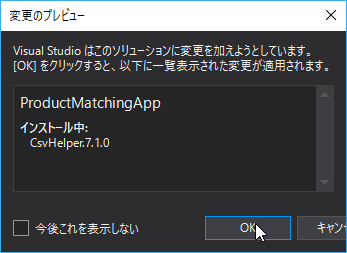 変更のプレビュー
Visual Studio はこのソリューションに変更を加えようとしています。
[OK] をクリックすると、以下に一覧表示された変更が適用されます。
ProductMatchingApp
インストール中:
CsvHelper.7.1.0
今後これを表示しない
OK
キャン